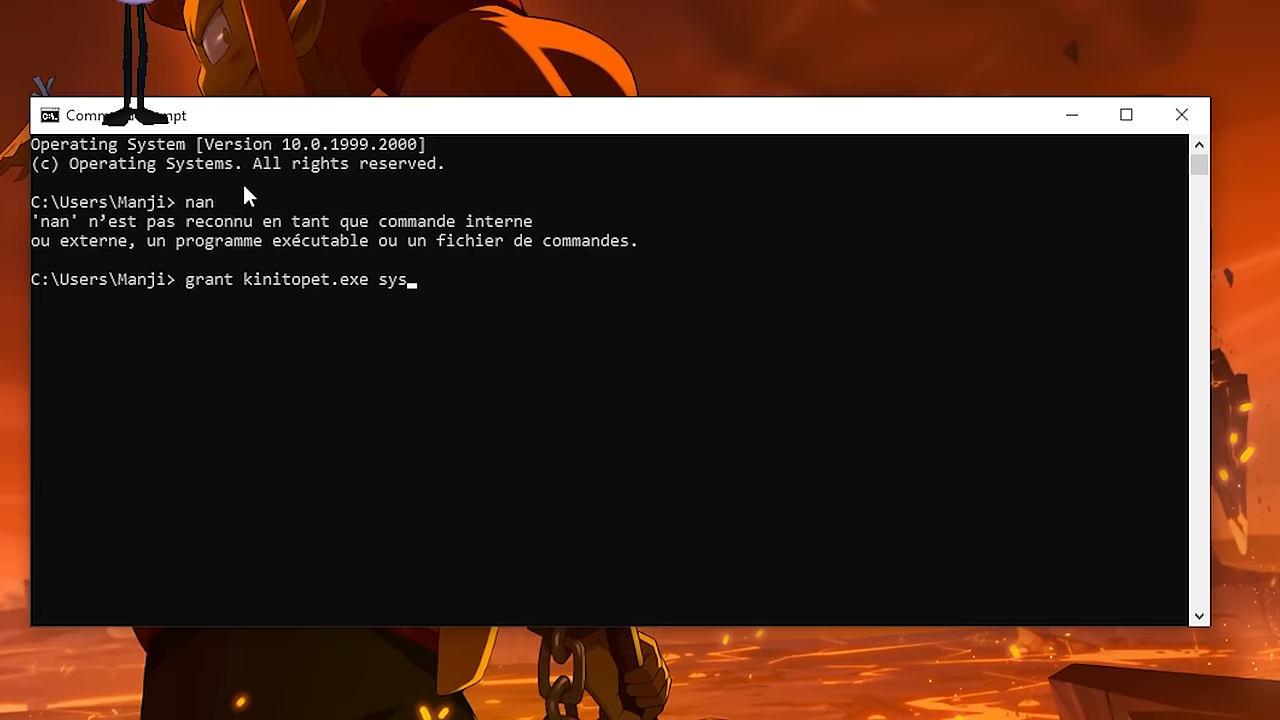 Comm mpt
Operating System [Version 10.0.1999.2000]
(c) Operating Systems. All rights reserved.
C:\Users\Manji> nan
'nan' n’est pas reconnu en tant que commande interne
ou externe, un programme exécutable ou un fichier de commandes.
C:\Users\Manji> grant kinitopet.exe sys